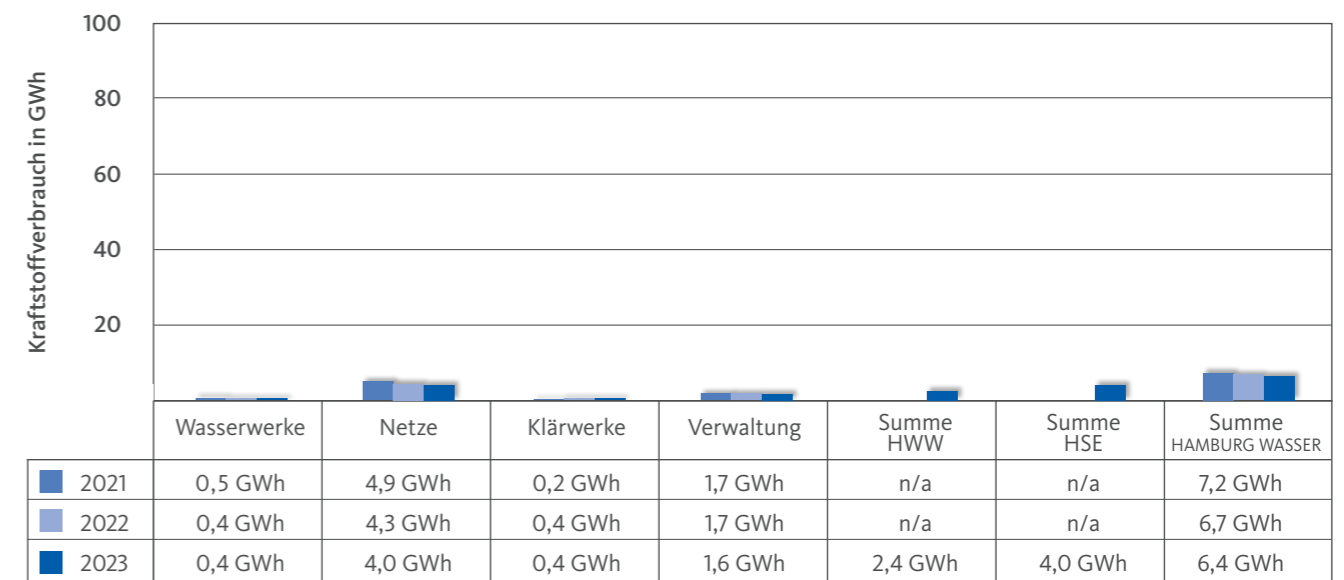 Kraftstoffverbrauch in GWh
100
80
60
40
20
Wasserwerke Netze Klärwerke Verwaltung Summe HWW Summe HSE Summe HAMBURG WASSER
2021 0,5 GWh 4,9 GWh 0,2 GWh 1,7 GWh n/a n/a 7,2 GWh
2022 0,4 GWh 4,3 GWh 0,4 GWh 1,7 GWh n/a n/a 6,7 GWh
2023 0,4 GWh 4,0 GWh 0,4 GWh 1,6 GWh 2,4 GWh 4,0 GWh 6,4 GWh